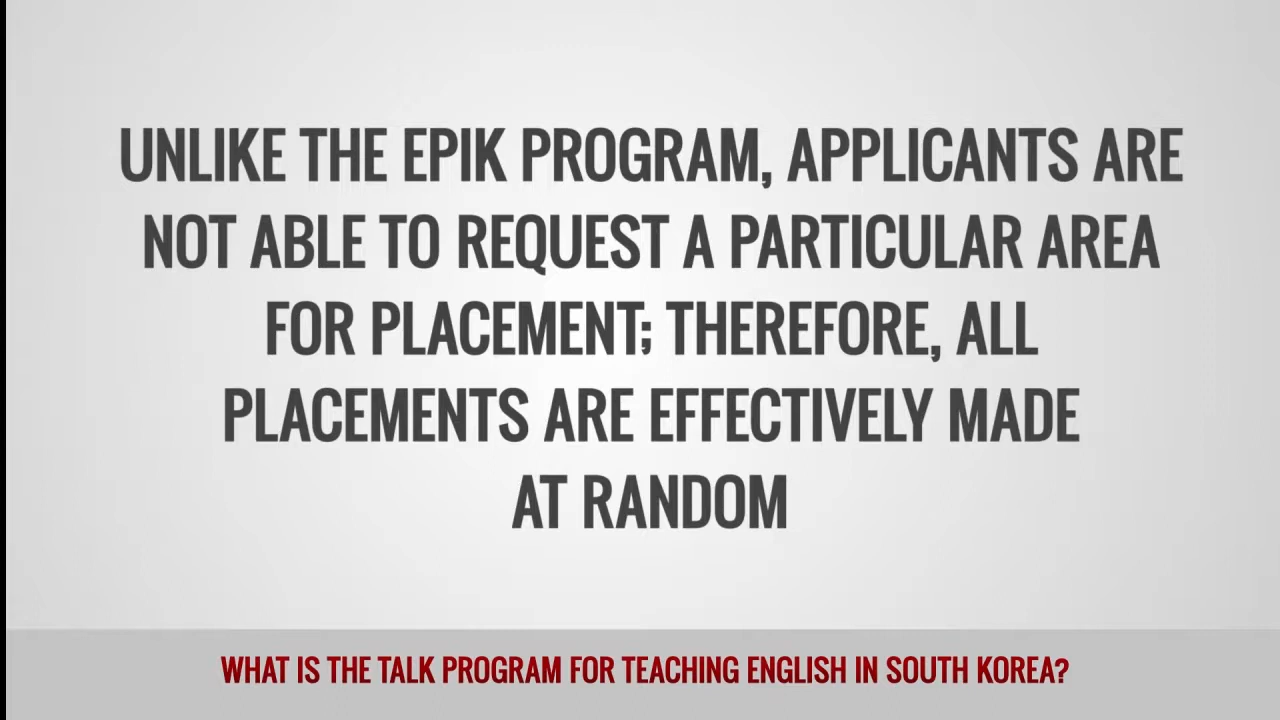 UNLIKE THE EPIK PROGRAM, APPLICANTS ARE
NOT ABLE TO REQUEST A PARTICULAR AREA
FOR PLACEMENT; THEREFORE, ALL
PLACEMENTS ARE EFFECTIVELY MADE
AT RANDOM
WHAT IS THE TALK PROGRAM FOR TEACHING ENGLISH IN SOUTH KOREA?